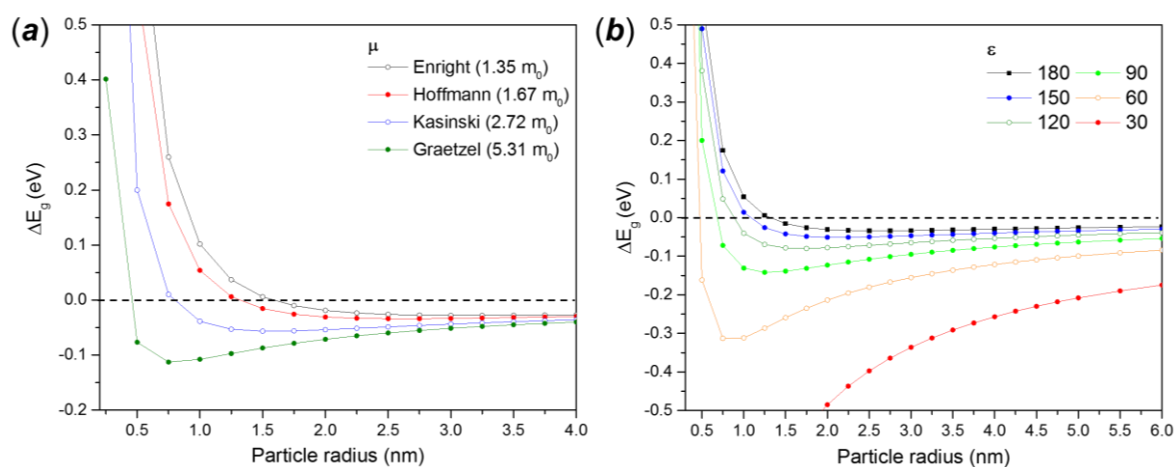 (a)
0.5
0.4
0.3
0.2
0.1
0.0
-0.1
-0.2
ΔEg (eV)
0.5 1.0 1.5 2.0 2.5 3.0 3.5 4.0
Particle radius (nm)
μ
Enright (1.35 m0)
Hoffmann (1.67 m0)
Kasinski (2.72 m0)
Graetzel (5.31 m0)
(b)
0.5
0.4
0.3
0.2
0.1
0.0
-0.1
-0.2
-0.3
-0.4
-0.5
ΔEg (eV)
0.5 1.0 1.5 2.0 2.5 3.0 3.5 4.0 4.5 5.0 5.5 6.0
Particle radius (nm)
ε
180 90
150 60
120 30